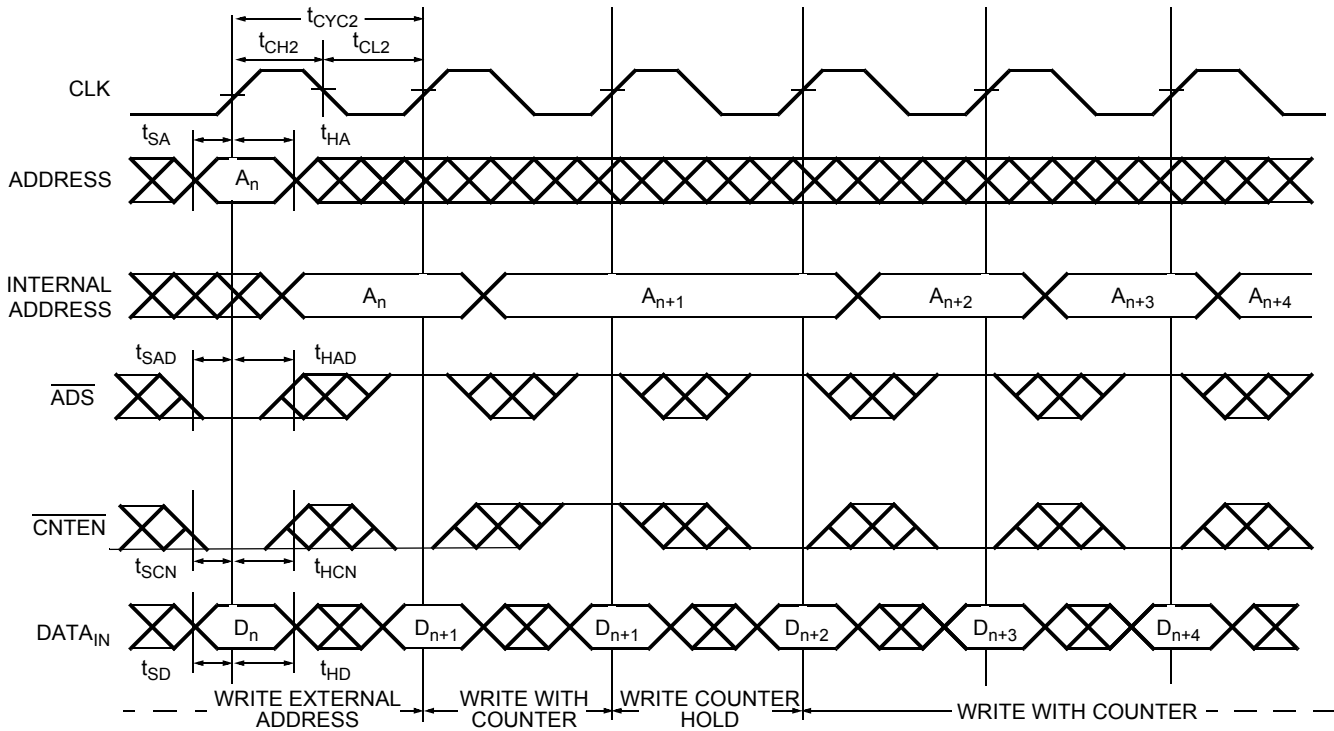 tCYC2
tCH2 tCL2
CLK
tSA tHA
ADDRESS An
INTERNAL
ADDRESS An An+1 An+2 An+3 An+4
tSAD tHAD
ADS
CNTEN
tSCN tHCN
DATAIN Dn Dn+1 Dn+1 Dn+2 Dn+3 Dn+4
tSD tHD
WRITE EXTERNAL
ADDRESS
WRITE WITH
COUNTER
WRITE COUNTER
HOLD
WRITE WITH COUNTER